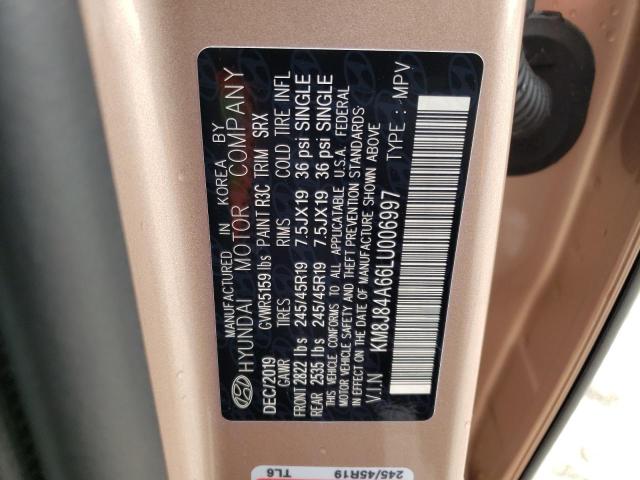 MANUFACTURED IN KOREA BY
HYUNDAI MOTOR COMPANY
DEC/2019 GVWR5159 lbs PAINT R3C TRIM SRX
GAWR TIRES RIMS COLD TIRE INFL
FRONT 2822 lbs 245/45R19 7.5JX19 36 psi SINGLE
REAR 2535 lbs 245/45R19 7.5JX19 36 psi SINGLE
THIS VEHICLE CONFORMS TO ALL APPLICATABLE U.S.A. FEDERAL
MOTOR VEHICLE SAFETY AND THEFT PREVENTION STANDARDS
IN EFFECT ON THE DATE OF MANUFACTURE SHOWN ABOVE
V.I.N KM8J84A66LU006997 TYPE : MPV
245/45R19
TL6